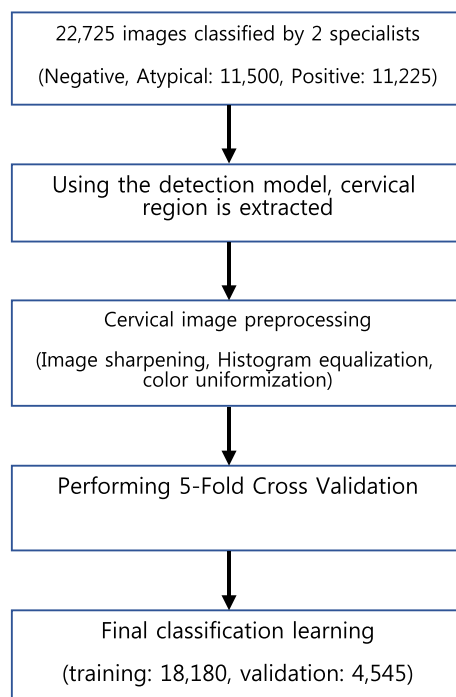 22,725 images classified by 2 specialists
(Negative, Atypical: 11,500, Positive: 11,225)
Using the detection model, cervical
region is extracted
Cervical image preprocessing
(Image sharpening, Histogram equalization,
color uniformization)
Performing 5-Fold Cross Validation
Final classification learning
(training: 18,180, validation: 4,545)